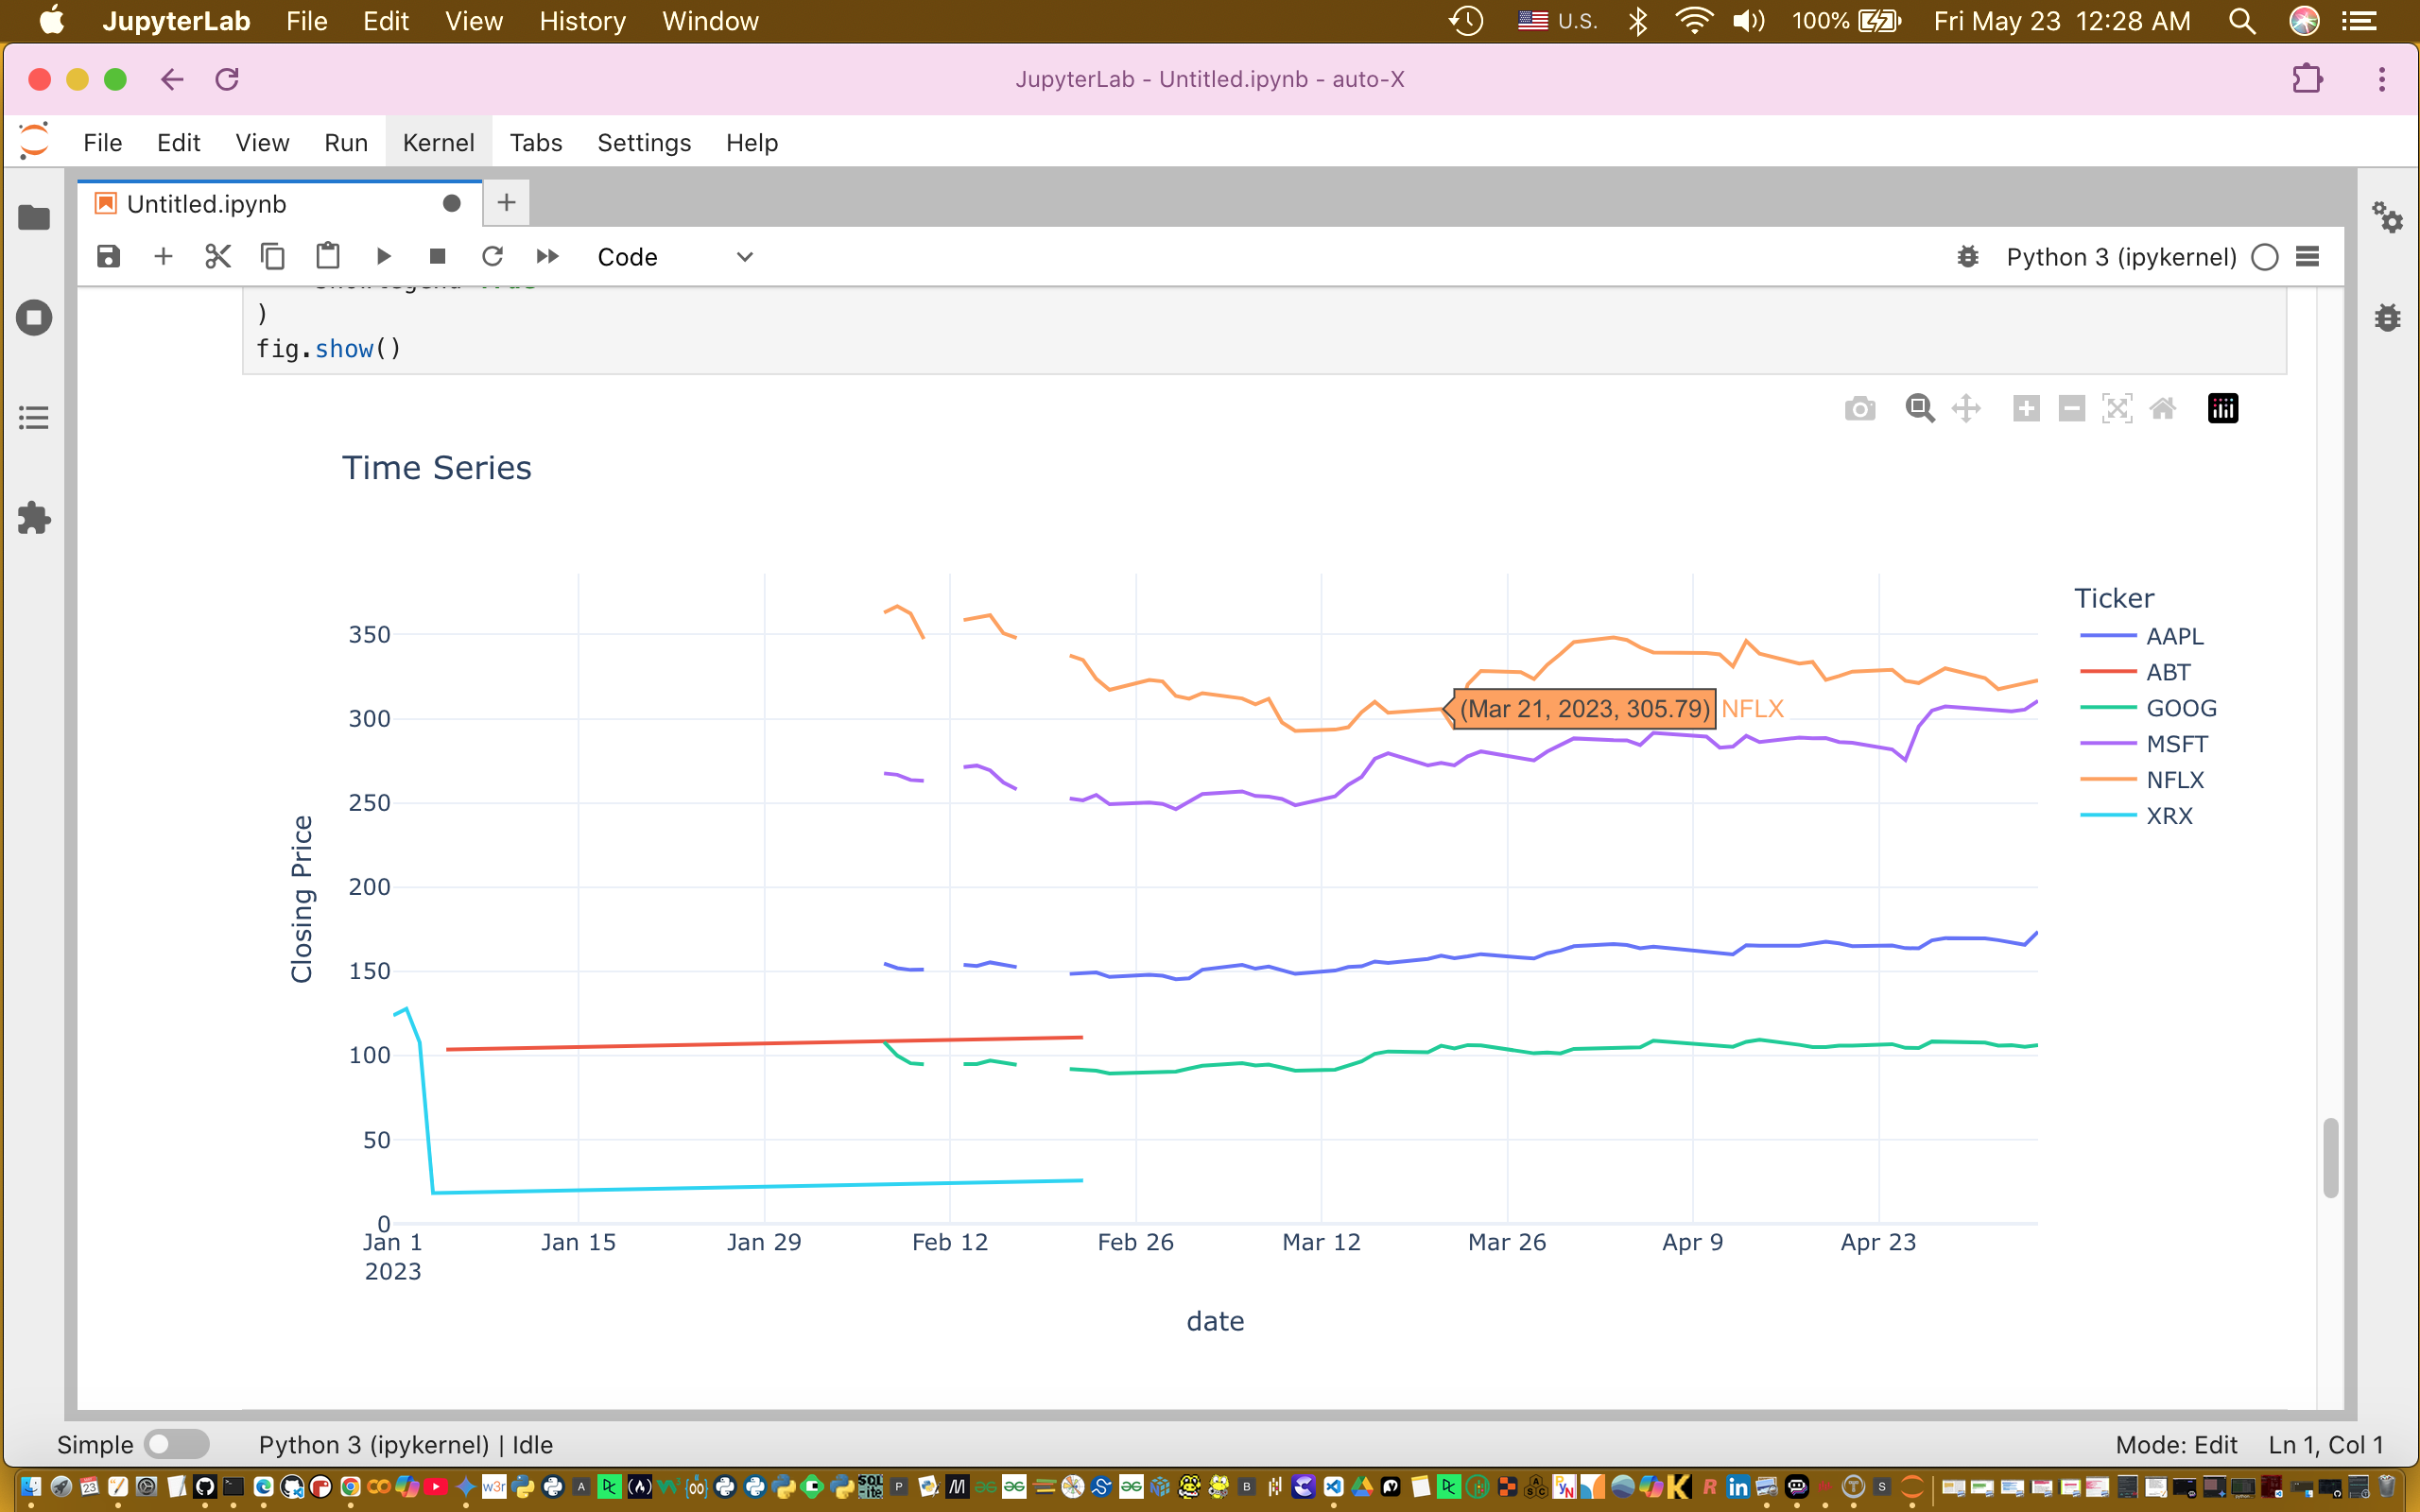 JupyterLab File Edit View History Window U.S. 100% Fri May 23 12:28 AM
JupyterLab - Untitled.ipynb - auto-X
File Edit View Run Kernel Tabs Settings Help
Untitled.ipynb
Code Python 3 (ipykernel)
)
fig.show()
Time Series
Ticker
AAPL
ABT
GOOG
MSFT
NFLX
XRX
(Mar 21, 2023, 305.79) NFLX
Closing Price
350
300
250
200
150
100
50
0
Jan 1 Jan 15 Jan 29 Feb 12 Feb 26 Mar 12 Mar 26 Apr 9 Apr 23
2023
date
Simple Python 3 (ipykernel) | Idle Mode: Edit Ln 1, Col 1